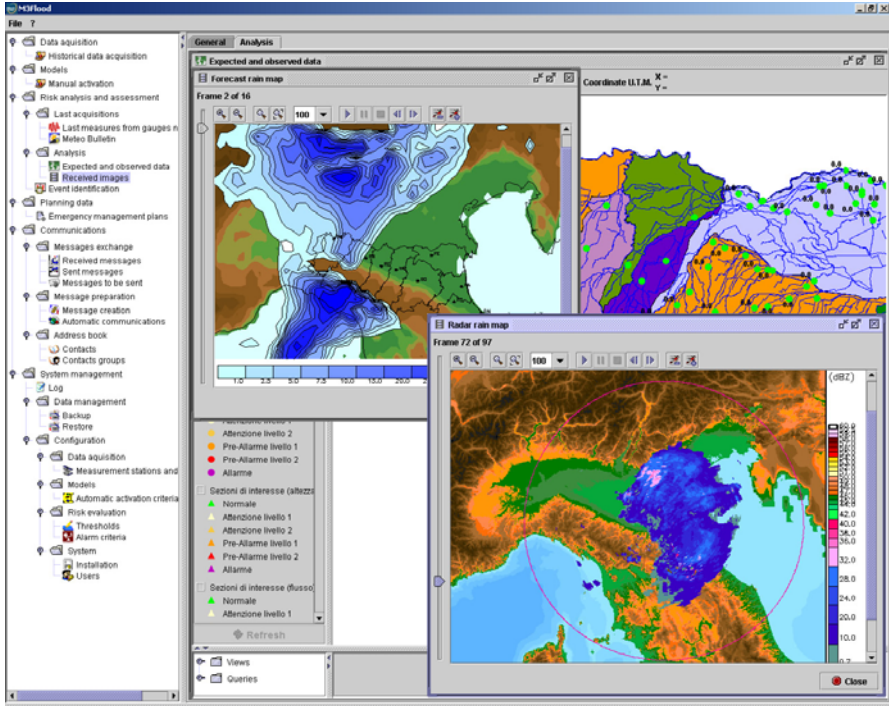 M3Flood
File ?
Data aquisition
Historical data acquisition
Models
Manual activation
Risk analysis and assessment
Last acquisitions
Last measures from gauges n
Meteo Bulletin
Analysis
Expected and observed data
Received images
Event identification
Planning data
Emergency management plans
Communications
Messages exchange
Received messages
Sent messages
Messages to be sent
Message preparation
Message creation
Automatic communications
Address book
Contacts
Contacts groups
System management
Log
Data management
Backup
Restore
Configuration
Data aquisition
Measurement stations and
Models
Automatic activation criteria
Risk evaluation
Thresholds
Alarm criteria
System
Installation
Users
General Analysis
Expected and observed data
Forecast rain map
Frame 2 of 16
100
1.0 2.5 5.0 7.5 10.0 15.0 20.0
Coordinate U.T.M. X =
Y =
Attenzione livello 1
Attenzione livello 2
Pre-Allarme livello 1
Pre-Allarme livello 2
Allarme
Sezioni di interesse (altezz
Normale
Attenzione livello 1
Attenzione livello 2
Pre-Allarme livello 1
Pre-Allarme livello 2
Allarme
Sezioni di interesse (flusso)
Normale
Attenzione livello 1
Refresh
Views
Queries
Radar rain map
Frame 72 of 97
100
(dBZ)
60.0
44.0
42.0
40.0
38.0
36.0
32.0
28.0
24.0
20.0
10.0
Close